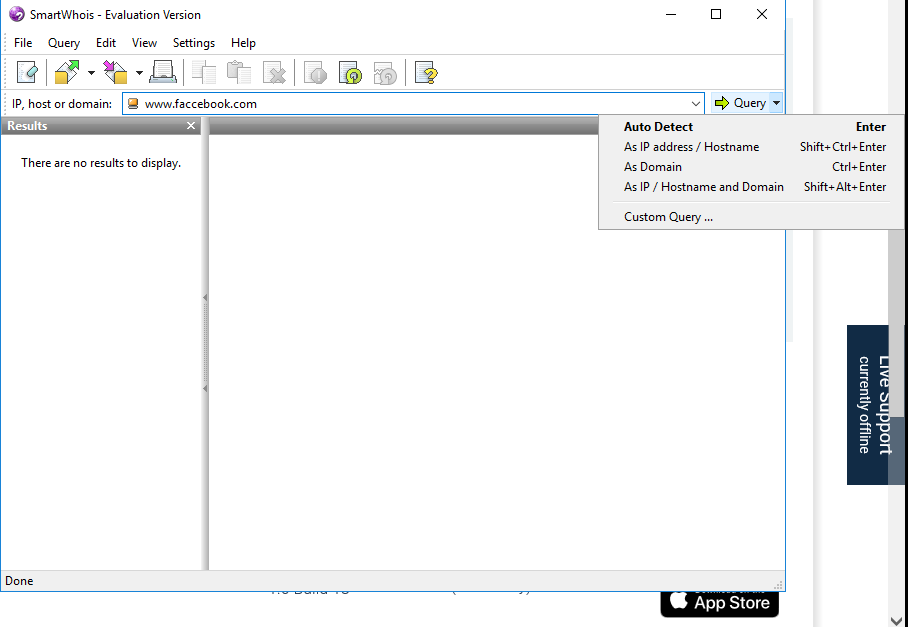 SmartWhois - Evaluation Version
File Query Edit View Settings Help
IP, host or domain: www.faccebook.com Query
Results
There are no results to display.
Auto Detect Enter
As IP address / Hostname Shift+Ctrl+Enter
As Domain Ctrl+Enter
As IP / Hostname and Domain Shift+Alt+Enter
Custom Query ...
Live Support
currently offline
Done
App Store